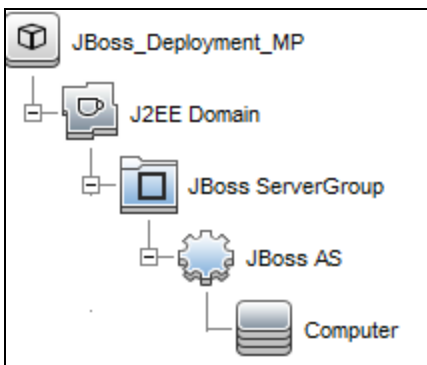 JBoss_Deployment_MP
J2EE Domain
JBoss ServerGroup
JBoss AS
Computer